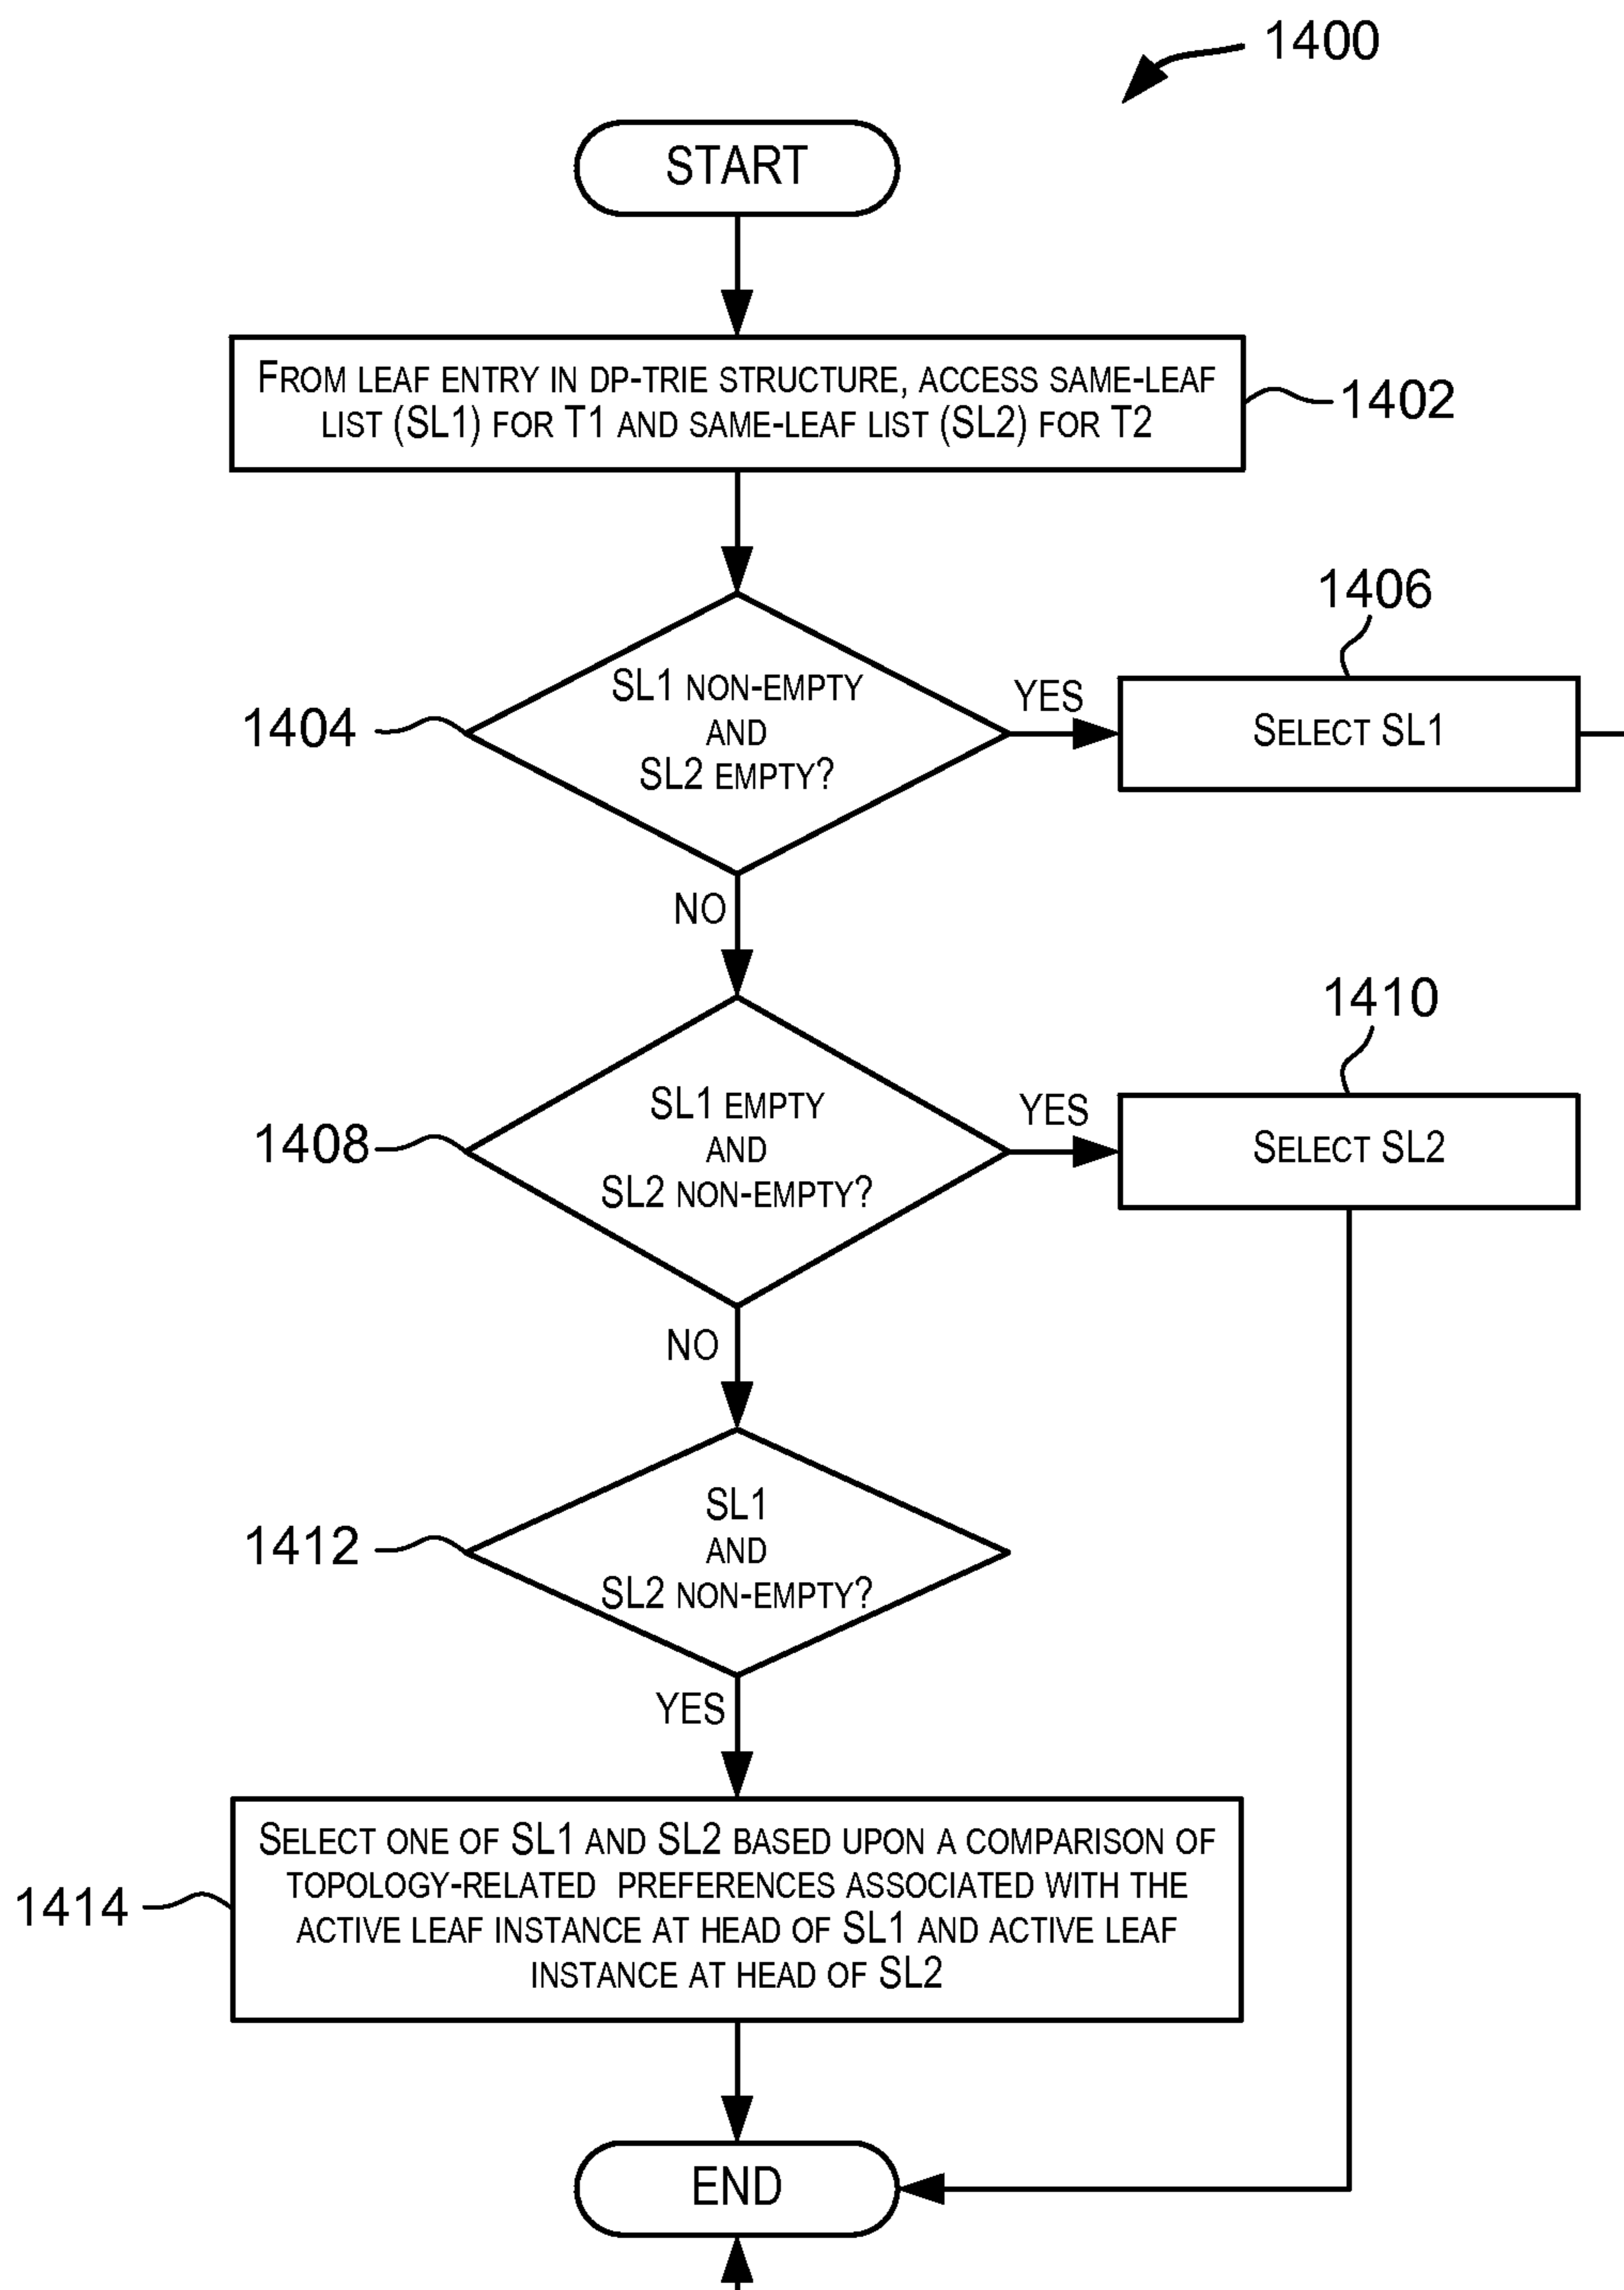 1400
START
FROM LEAF ENTRY IN DP-TRIE STRUCTURE, ACCESS SAME-LEAF
LIST (SL1) FOR T1 AND SAME-LEAF LIST (SL2) FOR T2
1402
1404
SL1 NON-EMPTY
AND
SL2 EMPTY?
YES
1406
SELECT SL1
NO
1408
SL1 EMPTY
AND
SL2 NON-EMPTY?
YES
1410
SELECT SL2
NO
1412
SL1
AND
SL2 NON-EMPTY?
YES
1414
SELECT ONE OF SL1 AND SL2 BASED UPON A COMPARISON OF
TOPOLOGY-RELATED PREFERENCES ASSOCIATED WITH THE
ACTIVE LEAF INSTANCE AT HEAD OF SL1 AND ACTIVE LEAF
INSTANCE AT HEAD OF SL2
END